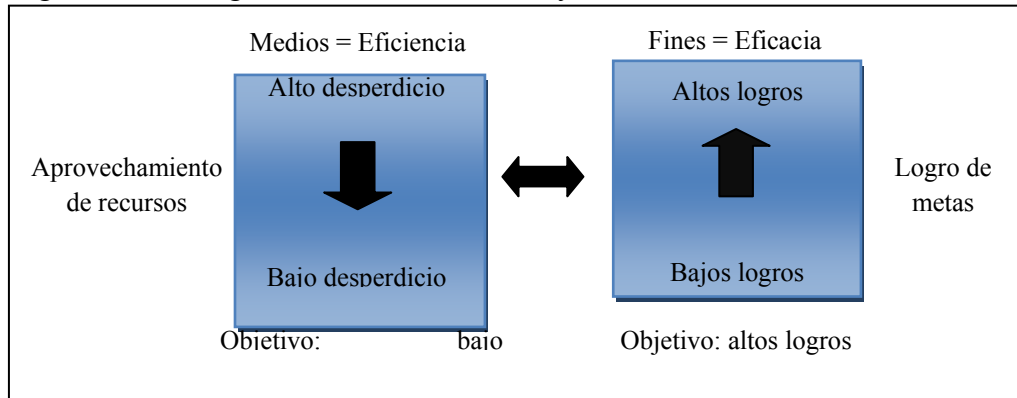 Medios = Eficiencia
Fines = Eficacia
Alto desperdicio
Altos logros
Aprovechamiento
de recursos
Logro de
metas
Bajo desperdicio
Bajos logros
Objetivo: bajo
Objetivo: altos logros